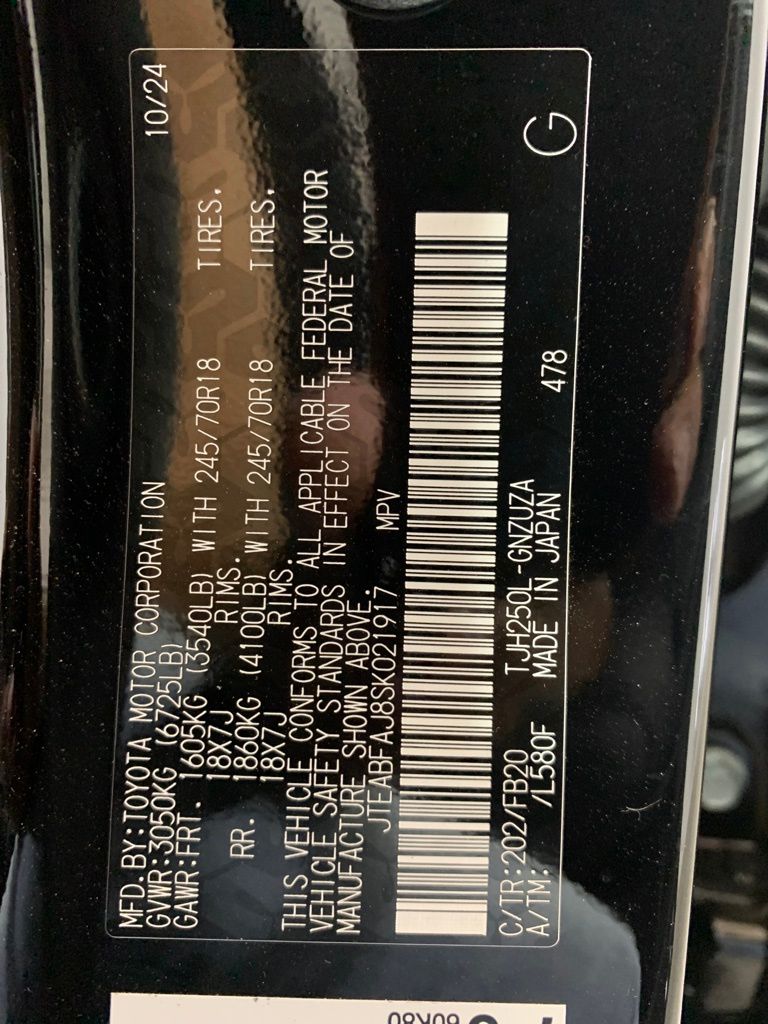 10/24
MFD.BY:TOYOTA MOTOR CORPORATION
GVWR:3050KG (6725LB)
GAWR:FRT. 1605KG (3540LB) WITH 245/70R18 TIRES,
18X7J RIMS.
RR. 1860KG (4100LB) WITH 245/70R18 TIRES,
18X7J RIMS.
THIS VEHICLE CONFORMS TO ALL APPLICABLE FEDERAL MOTOR
VEHICLE SAFETY STANDARDS IN EFFECT ON THE DATE OF
MANUFACTURE SHOWN ABOVE.
JTEABFAJ8SK021917 MPV
C/TR:202/FB20 TJH250L-GNZUZA
A/TM: /L580F MADE IN JAPAN 478 G
60K80